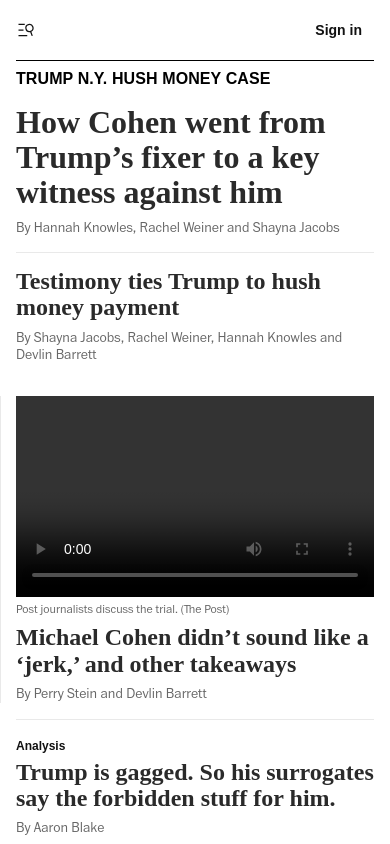 Sign in
TRUMP N.Y. HUSH MONEY CASE
How Cohen went from
Trump’s fixer to a key
witness against him
By Hannah Knowles, Rachel Weiner and Shayna Jacobs
Testimony ties Trump to hush
money payment
By Shayna Jacobs, Rachel Weiner, Hannah Knowles and
Devlin Barrett
0:00
Post journalists discuss the trial. (The Post)
Michael Cohen didn’t sound like a
‘jerk,’ and other takeaways
By Perry Stein and Devlin Barrett
Analysis
Trump is gagged. So his surrogates
say the forbidden stuff for him.
By Aaron Blake